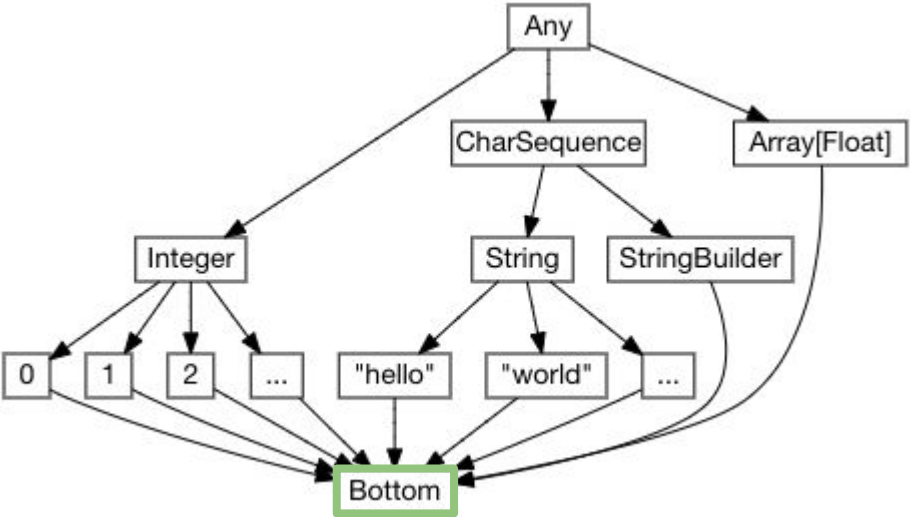 Any
CharSequence
Array[Float]
Integer
String
StringBuilder
0
1
2
...
"hello"
"world"
...
Bottom